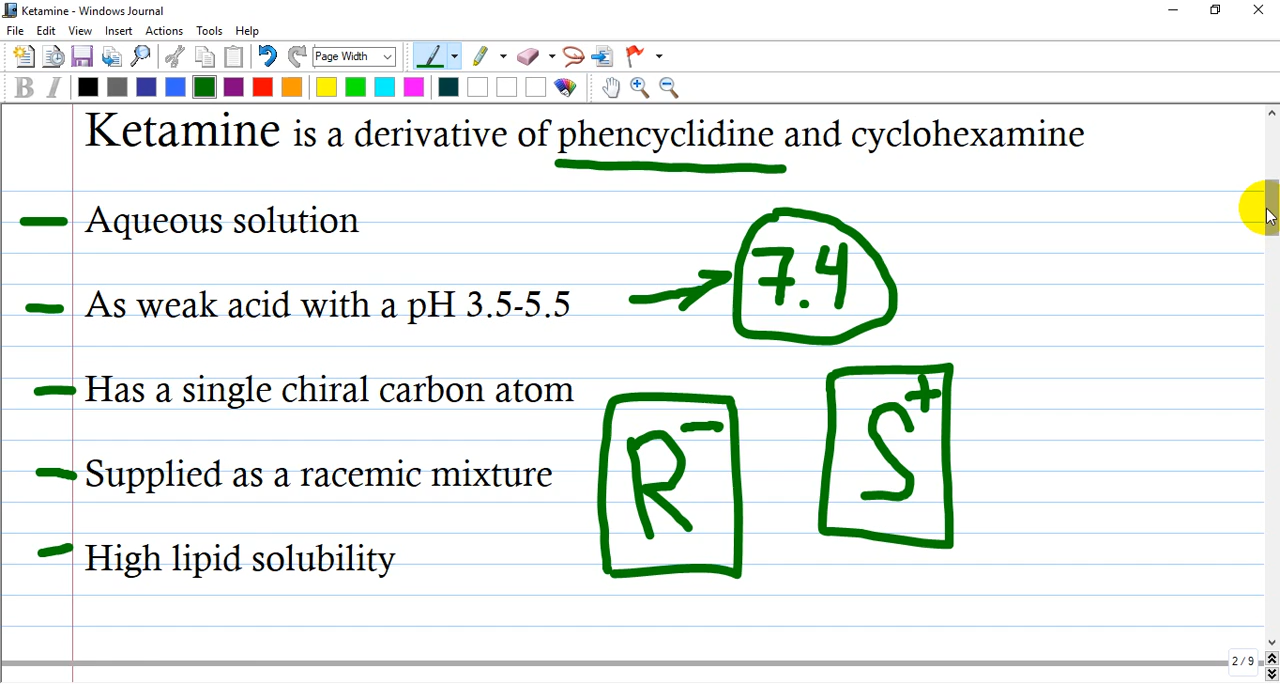 Ketamine - Windows Journal
File Edit View Insert Actions Tools Help
Page Width
B I
Ketamine is a derivative of phencyclidine and cyclohexamine
Aqueous solution
As weak acid with a pH 3.5-5.5
7.4
Has a single chiral carbon atom
R-
S+
Supplied as a racemic mixture
High lipid solubility
2 / 9